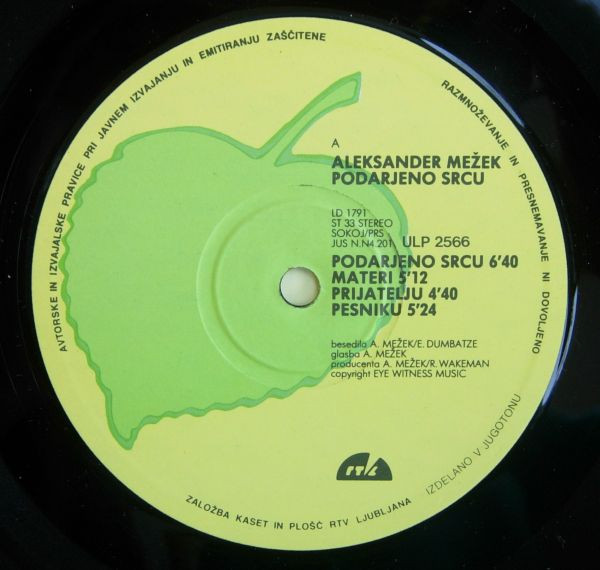 AVTORSKE IN IZVAJALSKE PRAVICE PRI JAVNEM IZVAJANJU IN EMITIRANJU ZAŠČITENE
RAZMNOŽEVANJE IN PRESNEMAVANJE NI DOVOLJENO
A
ALEKSANDER MEŽEK
PODARJENO SRCU
LD 1791
ST 33 STEREO
SOKOJ/PRS
JUS N.N4 201 ULP 2566
PODARJENO SRCU 6'40
MATERI 5'12
PRIJATELJU 4'40
PESNIKU 5'24
besedila A. MEŽEK/E. DUMBATZE
glasba A. MEŽEK
producenta A. MEŽEK/R. WAKEMAN
copyright EYE WITNESS MUSIC
rtvl
ZALOŽBA KASET IN PLOŠČ RTV LJUBLJANA
IZDELANO V JUGOTONU